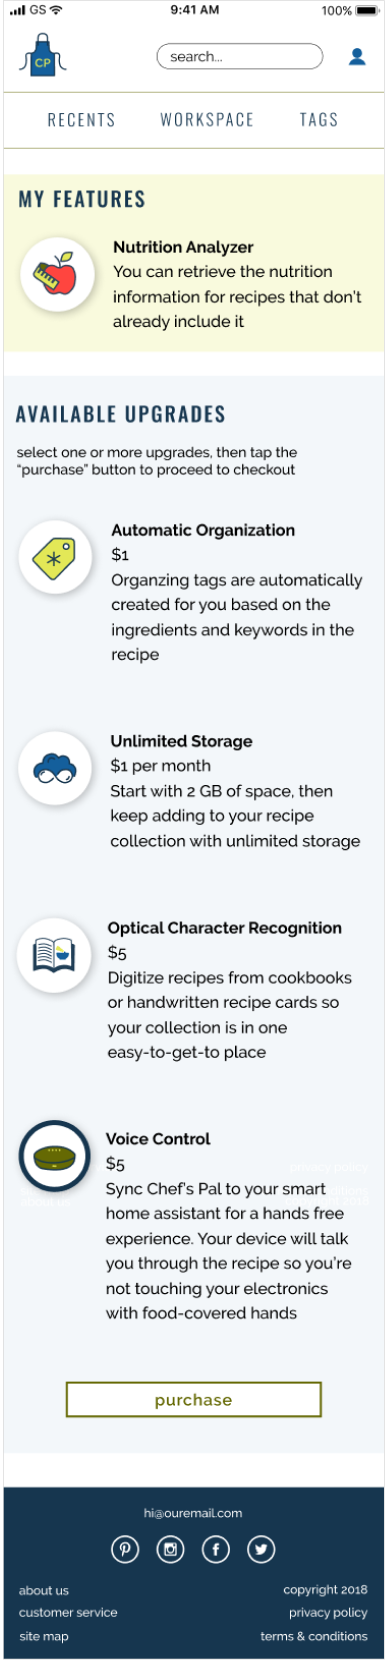 GS 9:41 AM 100%
CP
search...
RECENTS WORKSPACE TAGS
MY FEATURES
Nutrition Analyzer
You can retrieve the nutrition
information for recipes that don't
already include it
AVAILABLE UPGRADES
select one or more upgrades, then tap the
“purchase” button to proceed to checkout
Automatic Organization
$1
Organzing tags are automatically
created for you based on the
ingredients and keywords in the
recipe
Unlimited Storage
$1 per month
Start with 2 GB of space, then
keep adding to your recipe
collection with unlimited storage
Optical Character Recognition
$5
Digitize recipes from cookbooks
or handwritten recipe cards so
your collection is in one
easy-to-get-to place
Voice Control
$5
privacy policy
Sync Chef's Pal to your smart
about us
home assistant for a hands free
experience. Your device will talk
you through the recipe so you're
not touching your electronics
with food-covered hands
purchase
hi@ouremail.com
about us copyright 2018
customer service privacy policy
site map terms & conditions